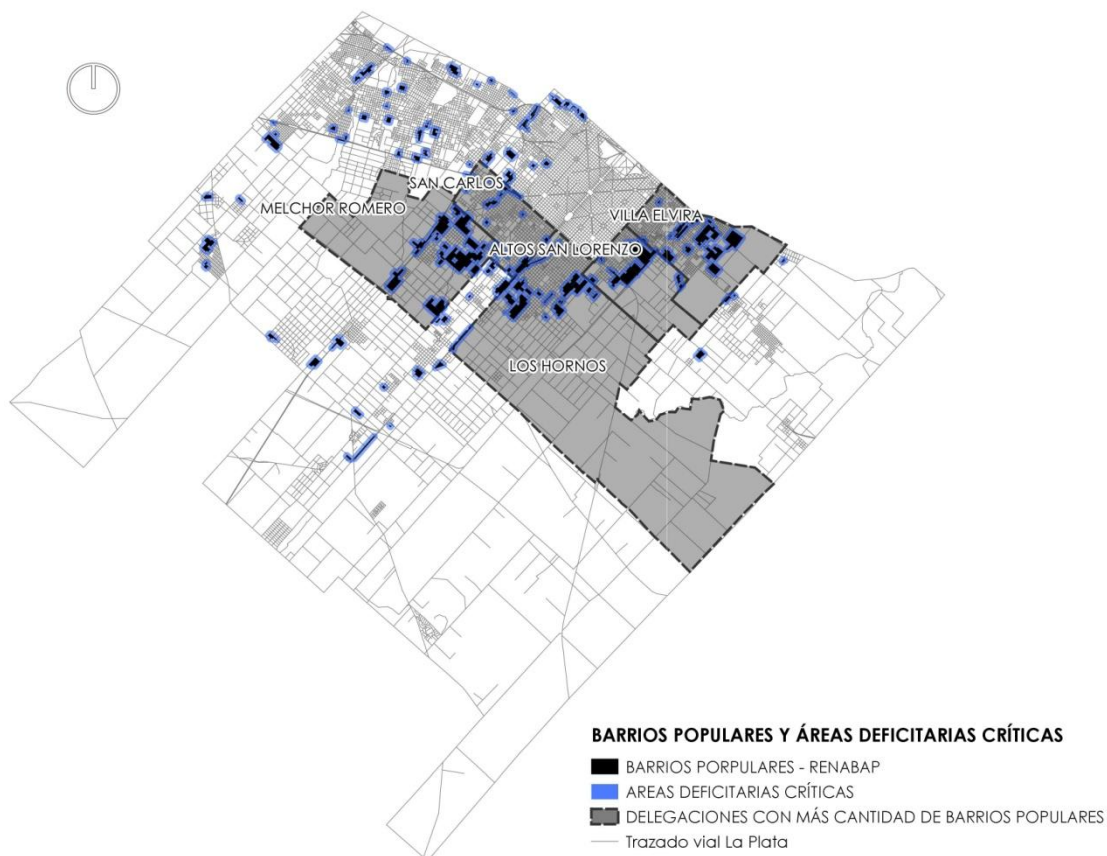 SAN CARLOS
MELCHOR ROMERO
VILLA ELVIRA
ALTOS SAN LORENZO
LOS HORNOS
BARRIOS POPULARES Y ÁREAS DEFICITARIAS CRÍTICAS
BARRIOS PORPULARES - RENABAP
AREAS DEFICITARIAS CRÍTICAS
DELEGACIONES CON MÁS CANTIDAD DE BARRIOS POPULARES
Trazado vial La Plata